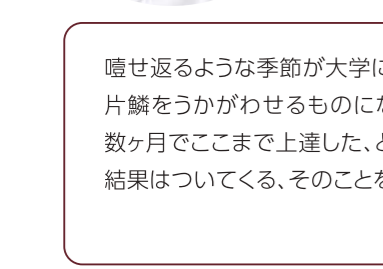 噎せ返るような季節が大学に
片鱗をうかがわせるものにな
数ヶ月でここまで上達した、と
結果はついてくる、そのことを